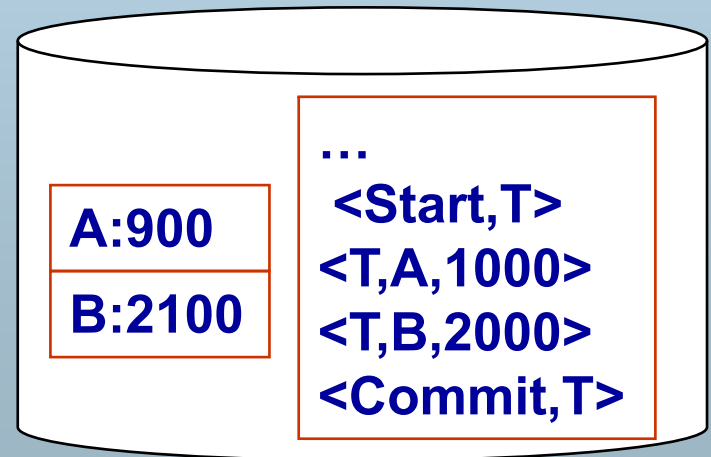 A:900
B:2100
…
<Start,T>
<T,A,1000>
<T,B,2000>
<Commit,T>